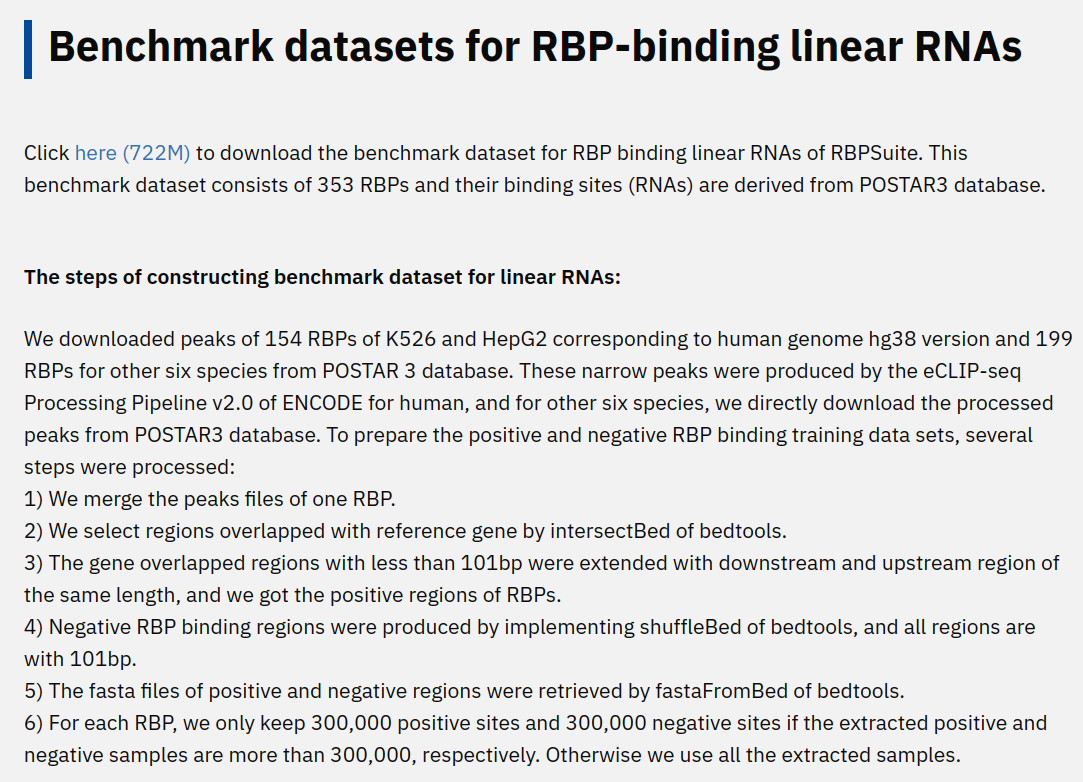 Benchmark datasets for RBP-binding linear RNAs
Click here (722M) to download the benchmark dataset for RBP binding linear RNAs of RBPSuite. This
benchmark dataset consists of 353 RBPs and their binding sites (RNAs) are derived from POSTAR3 database.
The steps of constructing benchmark dataset for linear RNAs:
We downloaded peaks of 154 RBPs of K526 and HepG2 corresponding to human genome hg38 version and 199
RBPs for other six species from POSTAR 3 database. These narrow peaks were produced by the eCLIP-seq
Processing Pipeline v2.0 of ENCODE for human, and for other six species, we directly download the processed
peaks from POSTAR3 database. To prepare the positive and negative RBP binding training data sets, several
steps were processed:
1) We merge the peaks files of one RBP.
2) We select regions overlapped with reference gene by intersectBed of bedtools.
3) The gene overlapped regions with less than 101bp were extended with downstream and upstream region of
the same length, and we got the positive regions of RBPs.
4) Negative RBP binding regions were produced by implementing shuffleBed of bedtools, and all regions are
with 101bp.
5) The fasta files of positive and negative regions were retrieved by fastaFromBed of bedtools.
6) For each RBP, we only keep 300,000 positive sites and 300,000 negative sites if the extracted positive and
negative samples are more than 300,000, respectively. Otherwise we use all the extracted samples.